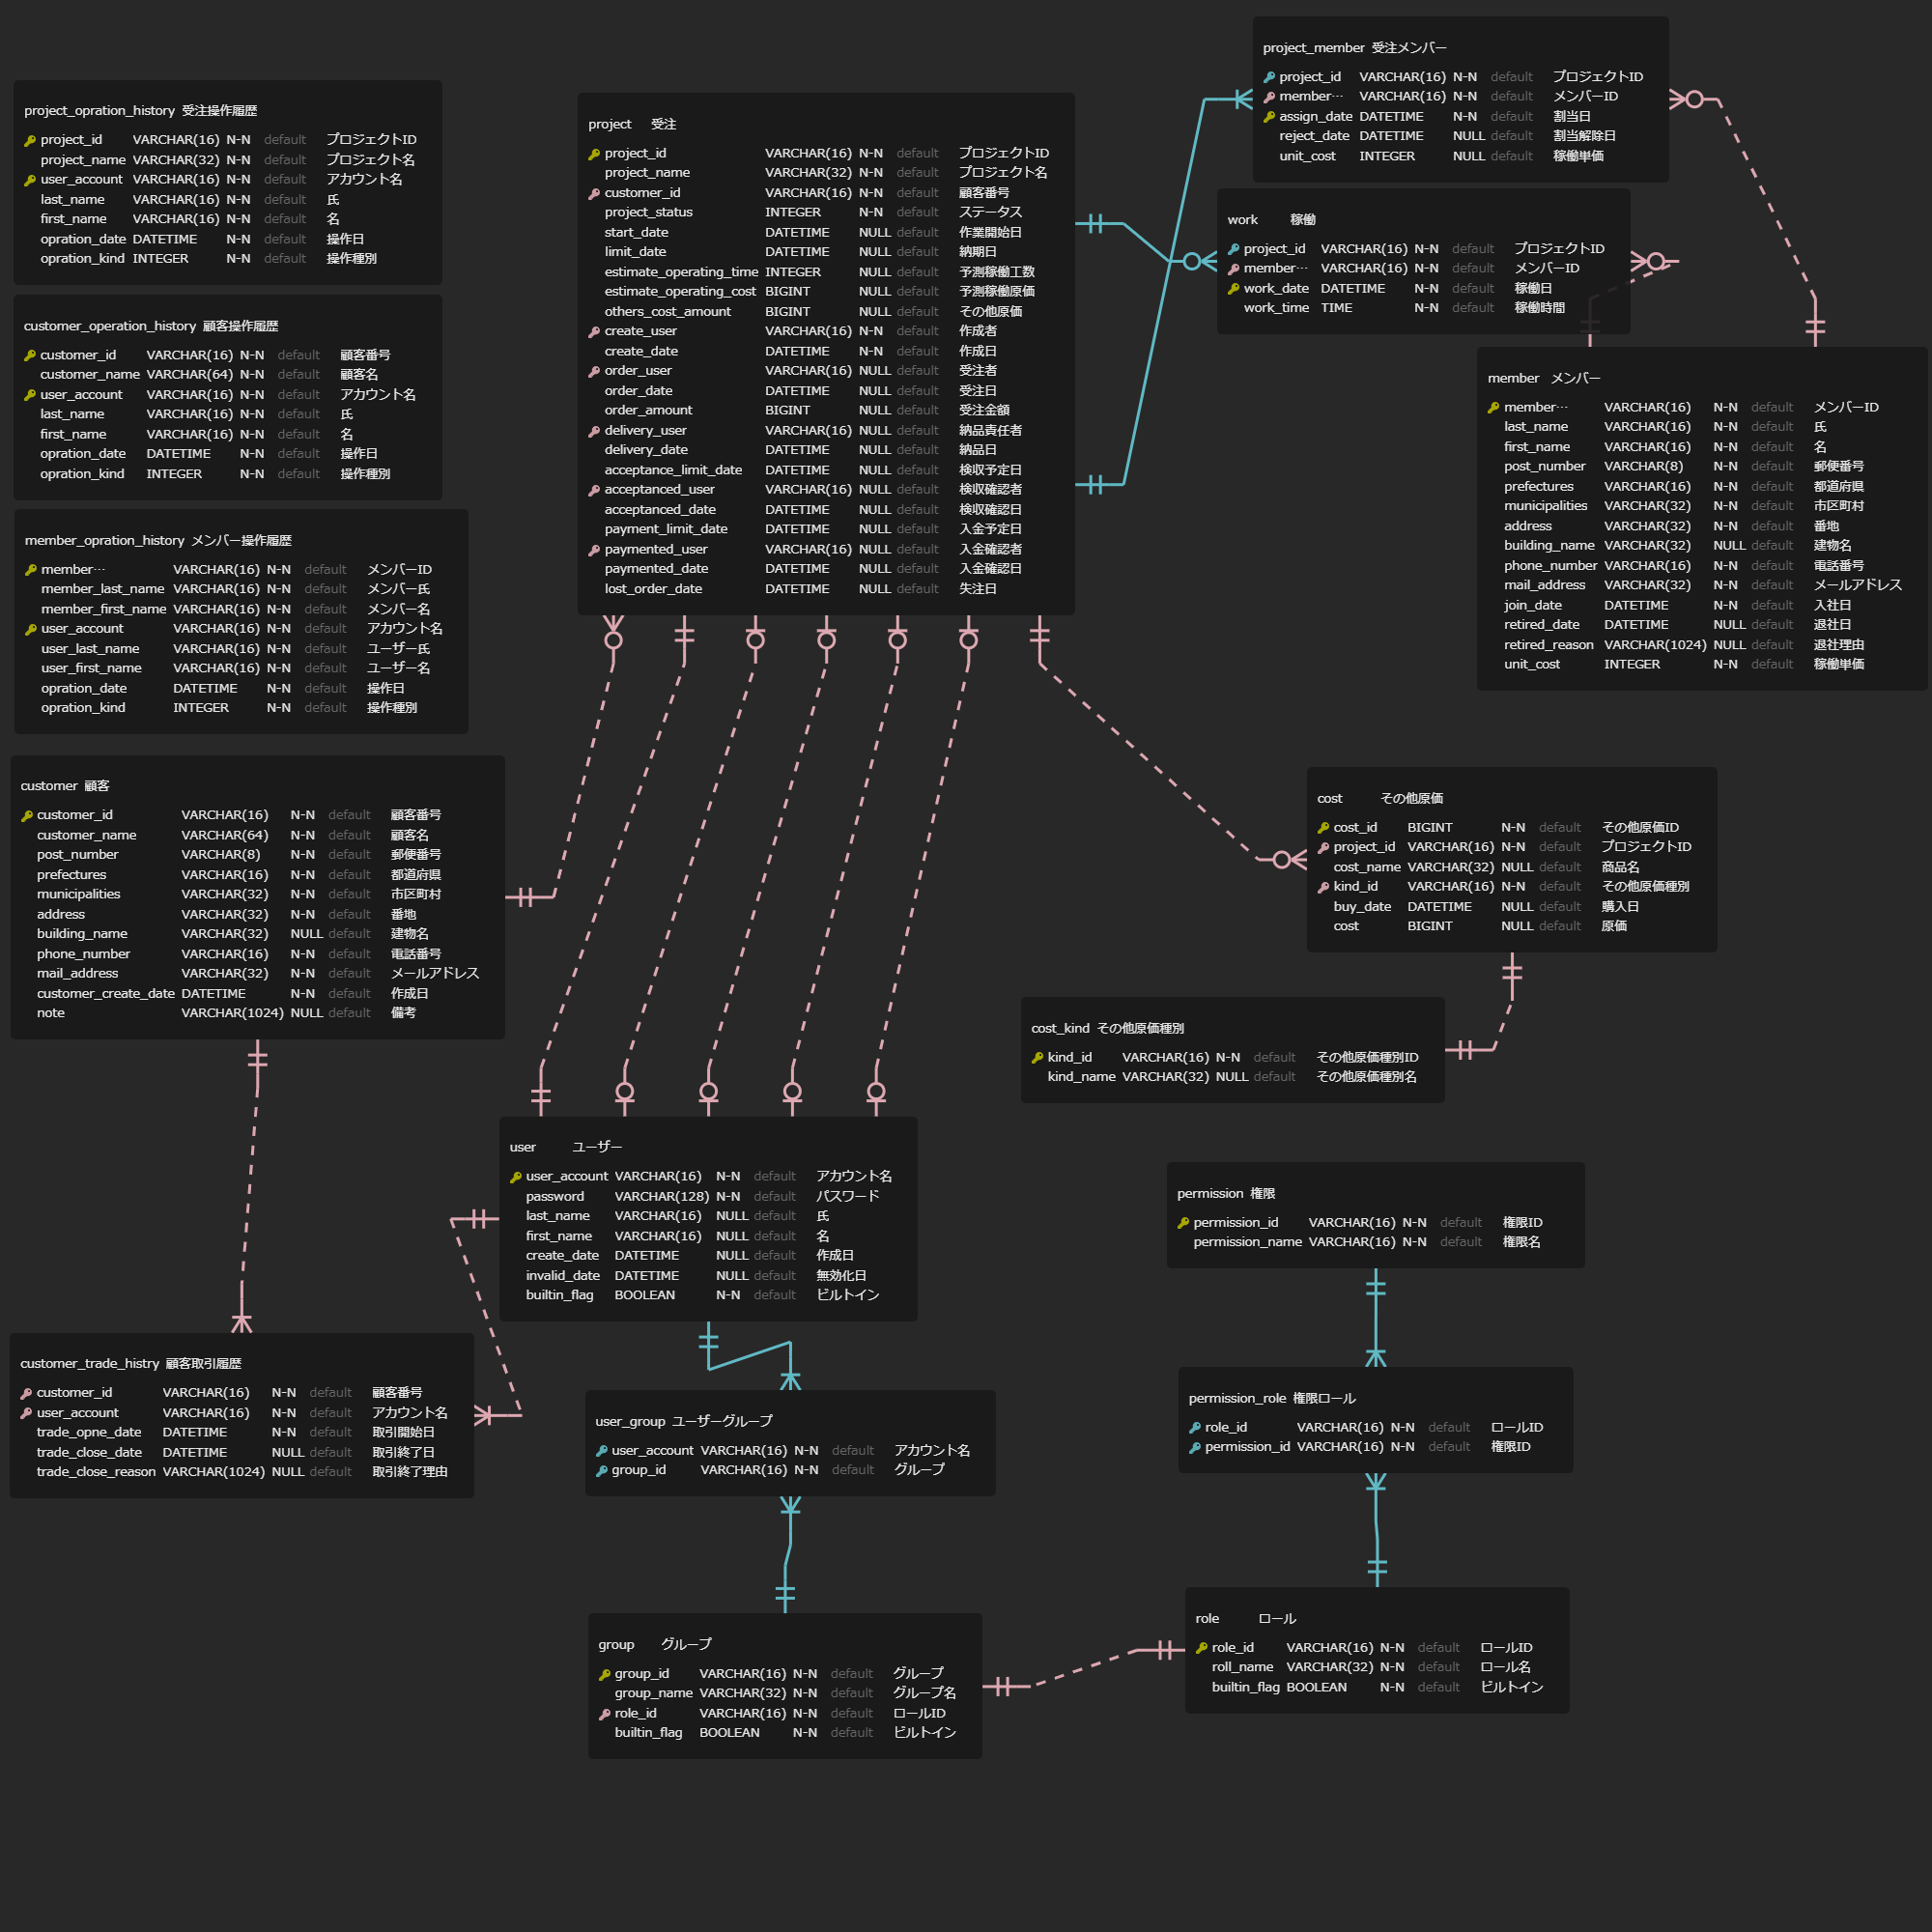 project_opration_history 受注操作履歴
project_id VARCHAR(16) N-N default プロジェクトID
project_name VARCHAR(32) N-N default プロジェクト名
user_account VARCHAR(16) N-N default アカウント名
last_name VARCHAR(16) N-N default 氏
first_name VARCHAR(16) N-N default 名
opration_date DATETIME N-N default 操作日
opration_kind INTEGER N-N default 操作種別
customer_operation_history 顧客操作履歴
customer_id VARCHAR(16) N-N default 顧客番号
customer_name VARCHAR(64) N-N default 顧客名
user_account VARCHAR(16) N-N default アカウント名
last_name VARCHAR(16) N-N default 氏
first_name VARCHAR(16) N-N default 名
opration_date DATETIME N-N default 操作日
opration_kind INTEGER N-N default 操作種別
member_opration_history メンバー操作履歴
member… VARCHAR(16) N-N default メンバーID
member_last_name VARCHAR(16) N-N default メンバー氏
member_first_name VARCHAR(16) N-N default メンバー名
user_account VARCHAR(16) N-N default アカウント名
user_last_name VARCHAR(16) N-N default ユーザー氏
user_first_name VARCHAR(16) N-N default ユーザー名
opration_date DATETIME N-N default 操作日
opration_kind INTEGER N-N default 操作種別
project 受注
project_id VARCHAR(16) N-N default プロジェクトID
project_name VARCHAR(32) N-N default プロジェクト名
customer_id VARCHAR(16) N-N default 顧客番号
project_status INTEGER N-N default ステータス
start_date DATETIME NULL default 作業開始日
limit_date DATETIME NULL default 納期日
estimate_operating_time INTEGER NULL default 予測稼働工数
estimate_operating_cost BIGINT NULL default 予測稼働原価
others_cost_amount BIGINT NULL default その他原価
create_user VARCHAR(16) N-N default 作成者
create_date DATETIME N-N default 作成日
order_user VARCHAR(16) NULL default 受注者
order_date DATETIME NULL default 受注日
order_amount BIGINT NULL default 受注金額
delivery_user VARCHAR(16) NULL default 納品責任者
delivery_date DATETIME NULL default 納品日
acceptance_limit_date DATETIME NULL default 検収予定日
acceptanced_user VARCHAR(16) NULL default 検収確認者
acceptanced_date DATETIME NULL default 検収確認日
payment_limit_date DATETIME NULL default 入金予定日
paymented_user VARCHAR(16) NULL default 入金確認者
paymented_date DATETIME NULL default 入金確認日
lost_order_date DATETIME NULL default 失注日
project_member 受注メンバー
project_id VARCHAR(16) N-N default プロジェクトID
member… VARCHAR(16) N-N default メンバーID
assign_date DATETIME N-N default 割当日
reject_date DATETIME NULL default 割当解除日
unit_cost INTEGER NULL default 稼働単価
work 稼働
project_id VARCHAR(16) N-N default プロジェクトID
member… VARCHAR(16) N-N default メンバーID
work_date DATETIME N-N default 稼働日
work_time TIME N-N default 稼働時間
member メンバー
member… VARCHAR(16) N-N default メンバーID
last_name VARCHAR(16) N-N default 氏
first_name VARCHAR(16) N-N default 名
post_number VARCHAR(8) N-N default 郵便番号
prefectures VARCHAR(16) N-N default 都道府県
municipalities VARCHAR(32) N-N default 市区町村
address VARCHAR(32) N-N default 番地
building_name VARCHAR(32) NULL default 建物名
phone_number VARCHAR(16) N-N default 電話番号
mail_address VARCHAR(32) N-N default メールアドレス
join_date DATETIME N-N default 入社日
retired_date DATETIME NULL default 退社日
retired_reason VARCHAR(1024) NULL default 退社理由
unit_cost INTEGER N-N default 稼働単価
customer 顧客
customer_id VARCHAR(16) N-N default 顧客番号
customer_name VARCHAR(64) N-N default 顧客名
post_number VARCHAR(8) N-N default 郵便番号
prefectures VARCHAR(16) N-N default 都道府県
municipalities VARCHAR(32) N-N default 市区町村
address VARCHAR(32) N-N default 番地
building_name VARCHAR(32) NULL default 建物名
phone_number VARCHAR(16) N-N default 電話番号
mail_address VARCHAR(32) N-N default メールアドレス
customer_create_date DATETIME N-N default 作成日
note VARCHAR(1024) NULL default 備考
cost その他原価
cost_id BIGINT N-N default その他原価ID
project_id VARCHAR(16) N-N default プロジェクトID
cost_name VARCHAR(32) NULL default 商品名
kind_id VARCHAR(16) N-N default その他原価種別
buy_date DATETIME NULL default 購入日
cost BIGINT NULL default 原価
cost_kind その他原価種別
kind_id VARCHAR(16) N-N default その他原価種別ID
kind_name VARCHAR(32) NULL default その他原価種別名
user ユーザー
user_account VARCHAR(16) N-N default アカウント名
password VARCHAR(128) N-N default パスワード
last_name VARCHAR(16) NULL default 氏
first_name VARCHAR(16) NULL default 名
create_date DATETIME NULL default 作成日
invalid_date DATETIME NULL default 無効化日
builtin_flag BOOLEAN N-N default ビルトイン
permission 権限
permission_id VARCHAR(16) N-N default 権限ID
permission_name VARCHAR(16) N-N default 権限名
customer_trade_histry 顧客取引履歴
customer_id VARCHAR(16) N-N default 顧客番号
user_account VARCHAR(16) N-N default アカウント名
trade_opne_date DATETIME N-N default 取引開始日
trade_close_date DATETIME NULL default 取引終了日
trade_close_reason VARCHAR(1024) NULL default 取引終了理由
user_group ユーザーグループ
user_account VARCHAR(16) N-N default アカウント名
group_id VARCHAR(16) N-N default グループ
permission_role 権限ロール
role_id VARCHAR(16) N-N default ロールID
permission_id VARCHAR(16) N-N default 権限ID
group グループ
group_id VARCHAR(16) N-N default グループ
group_name VARCHAR(32) N-N default グループ名
role_id VARCHAR(16) N-N default ロールID
builtin_flag BOOLEAN N-N default ビルトイン
role ロール
role_id VARCHAR(16) N-N default ロールID
roll_name VARCHAR(32) N-N default ロール名
builtin_flag BOOLEAN N-N default ビルトイン